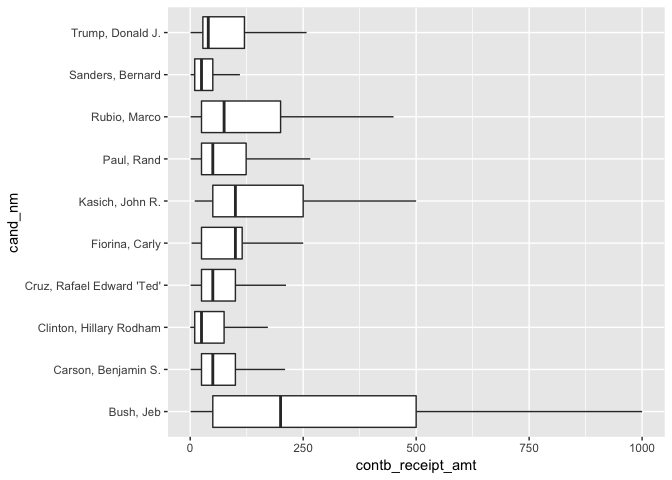 Trump, Donald J.
Sanders, Bernard
Rubio, Marco
Paul, Rand
Kasich, John R.
Fiorina, Carly
Cruz, Rafael Edward 'Ted'
Clinton, Hillary Rodham
Carson, Benjamin S.
Bush, Jeb
cand_nm
0 250 500 750 1000
contb_receipt_amt